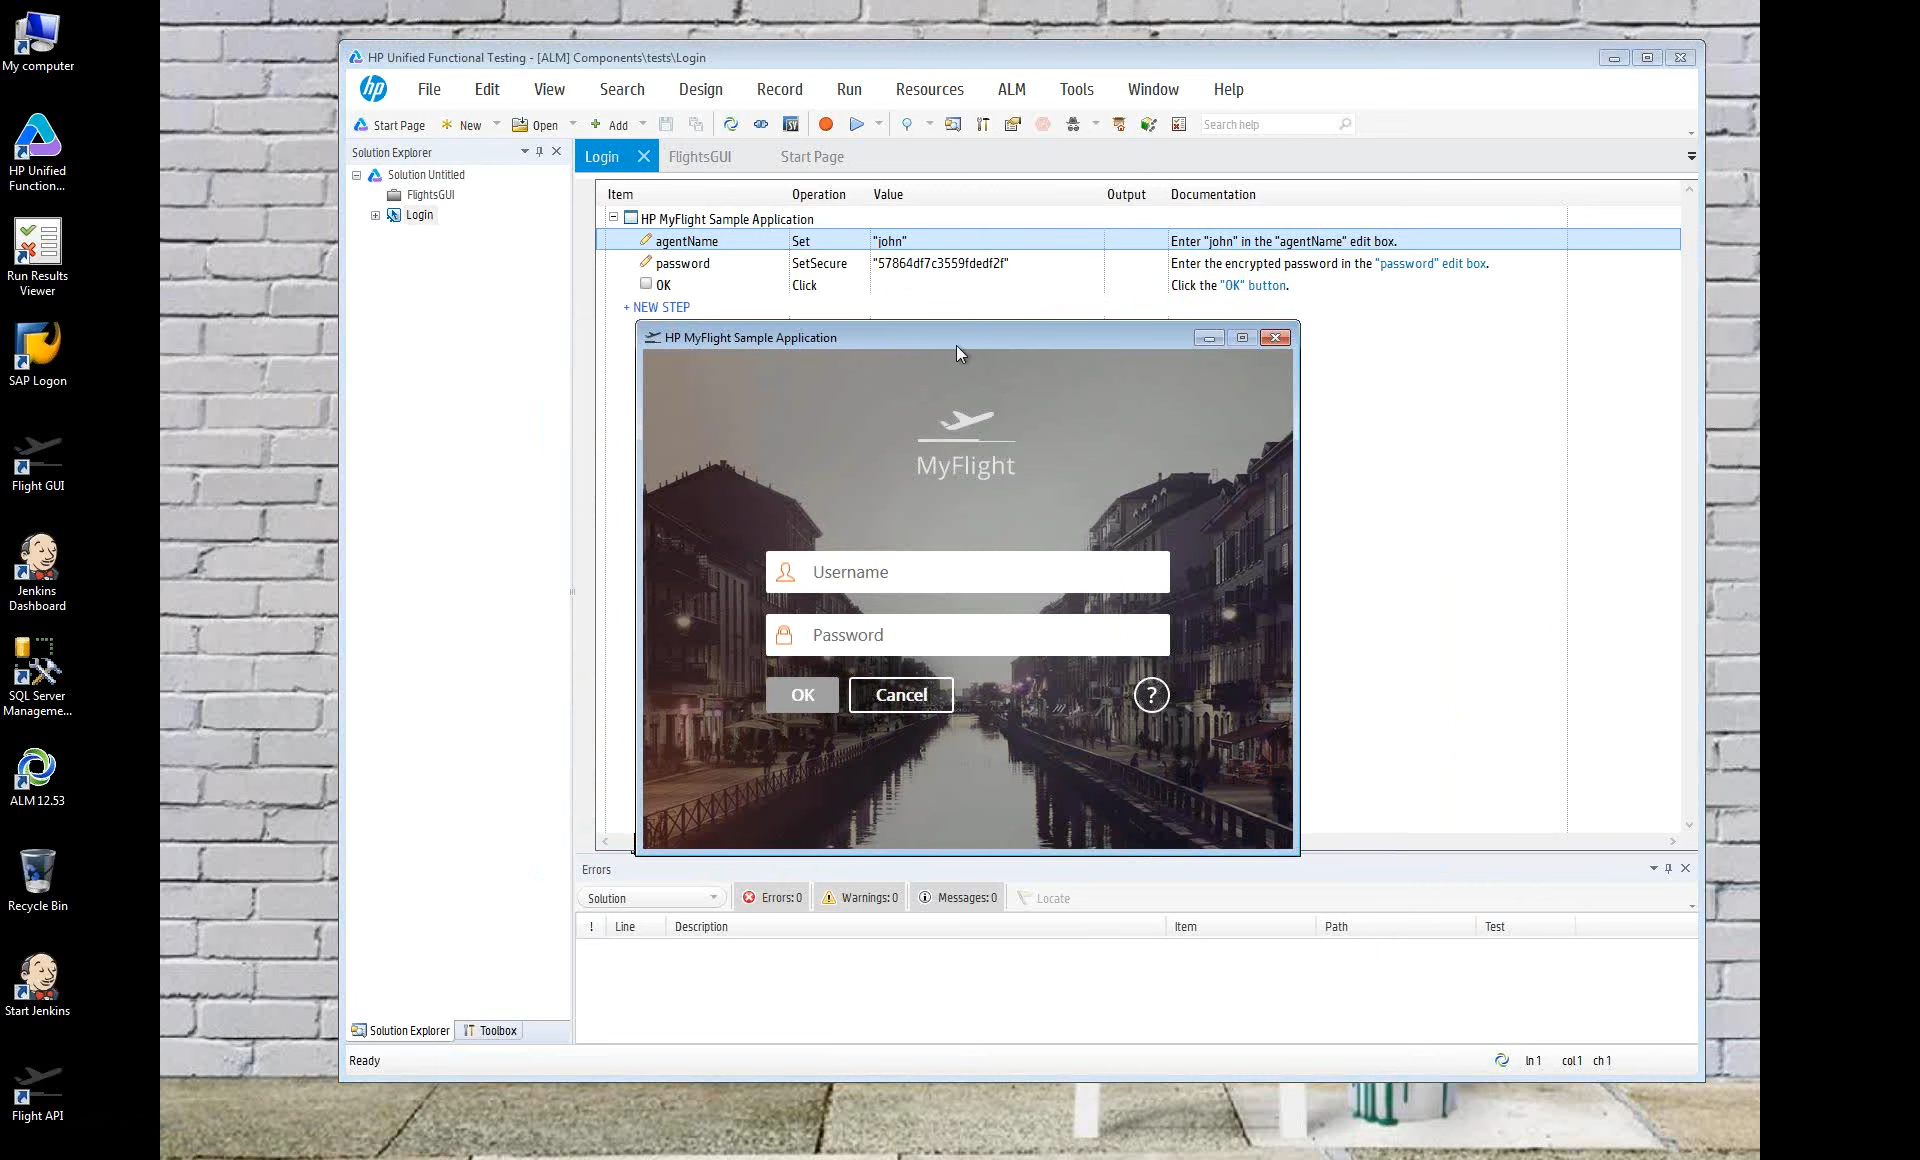 My computer
HP Unified
Function...
Run Results
Viewer
SAP Logon
Flight GUI
Jenkins
Dashboard
SQL Server
Manageme...
ALM 12.53
Recycle Bin
Start Jenkins
Flight API
HP Unified Functional Testing - [ALM] Components\tests\Login
hp File Edit View Search Design Record Run Resources ALM Tools Window Help
Start Page New Open Add Search help
Solution Explorer
Solution Untitled
FlightsGUI
Login
Login FlightsGUI Start Page
Item Operation Value Output Documentation
HP MyFlight Sample Application
agentName Set "john" Enter "john" in the "agentName" edit box.
password SetSecure "57864df7c3559fdedf2f" Enter the encrypted password in the "password" edit box.
OK Click Click the "OK" button.
+ NEW STEP
HP MyFlight Sample Application
MyFlight
Username
Password
OK Cancel ?
Errors
Solution Errors: 0 Warnings: 0 Messages: 0 Locate
! Line Description Item Path Test
Solution Explorer Toolbox
Ready ln 1 col 1 ch 1